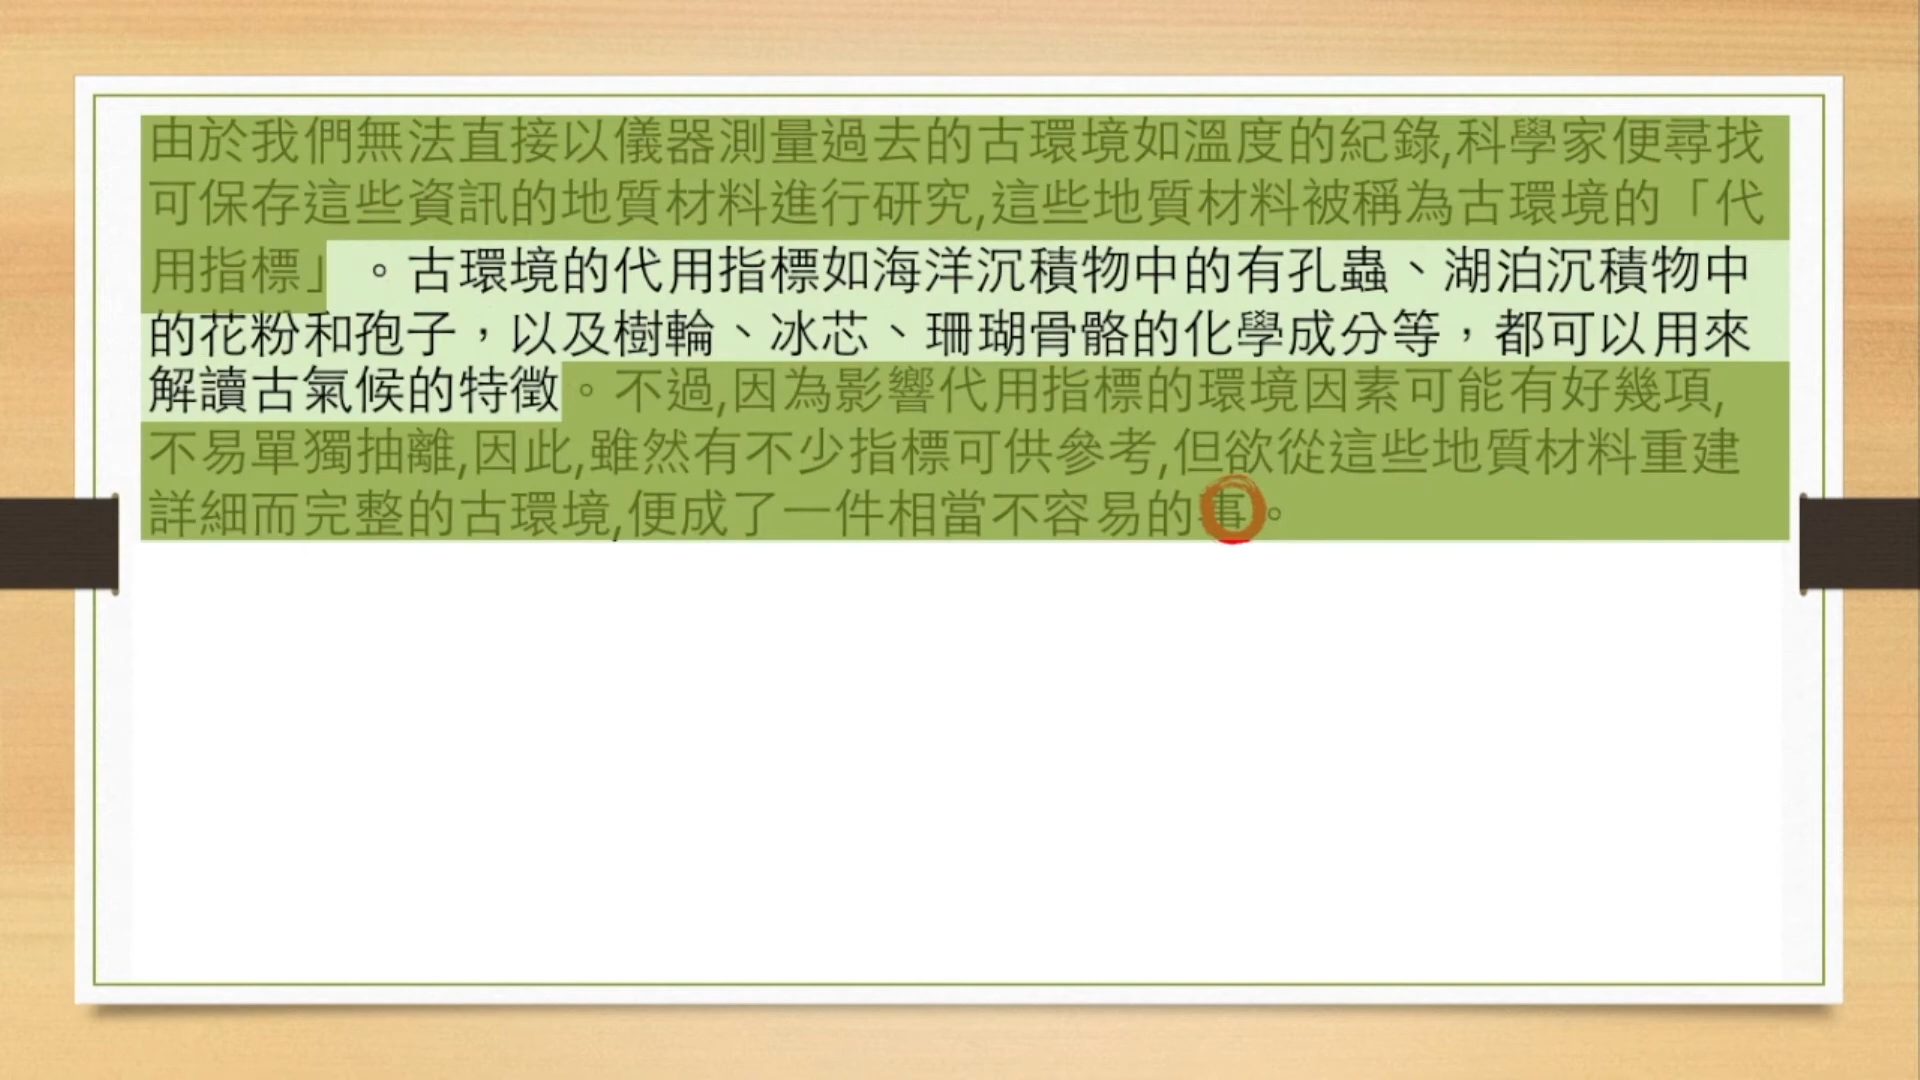 由於我們無法直接以儀器測量過去的古環境如溫度的紀錄,科學家便尋找
可保存這些資訊的地質材料進行研究,這些地質材料被稱為古環境的「代
用指標」。古環境的代用指標如海洋沉積物中的有孔蟲、湖泊沉積物中
的花粉和孢子，以及樹輪、冰芯、珊瑚骨骼的化學成分等，都可以用來
解讀古氣候的特徵。不過,因為影響代用指標的環境因素可能有好幾項,
不易單獨抽離,因此,雖然有不少指標可供參考,但欲從這些地質材料重建
詳細而完整的古環境,便成了一件相當不容易的事。